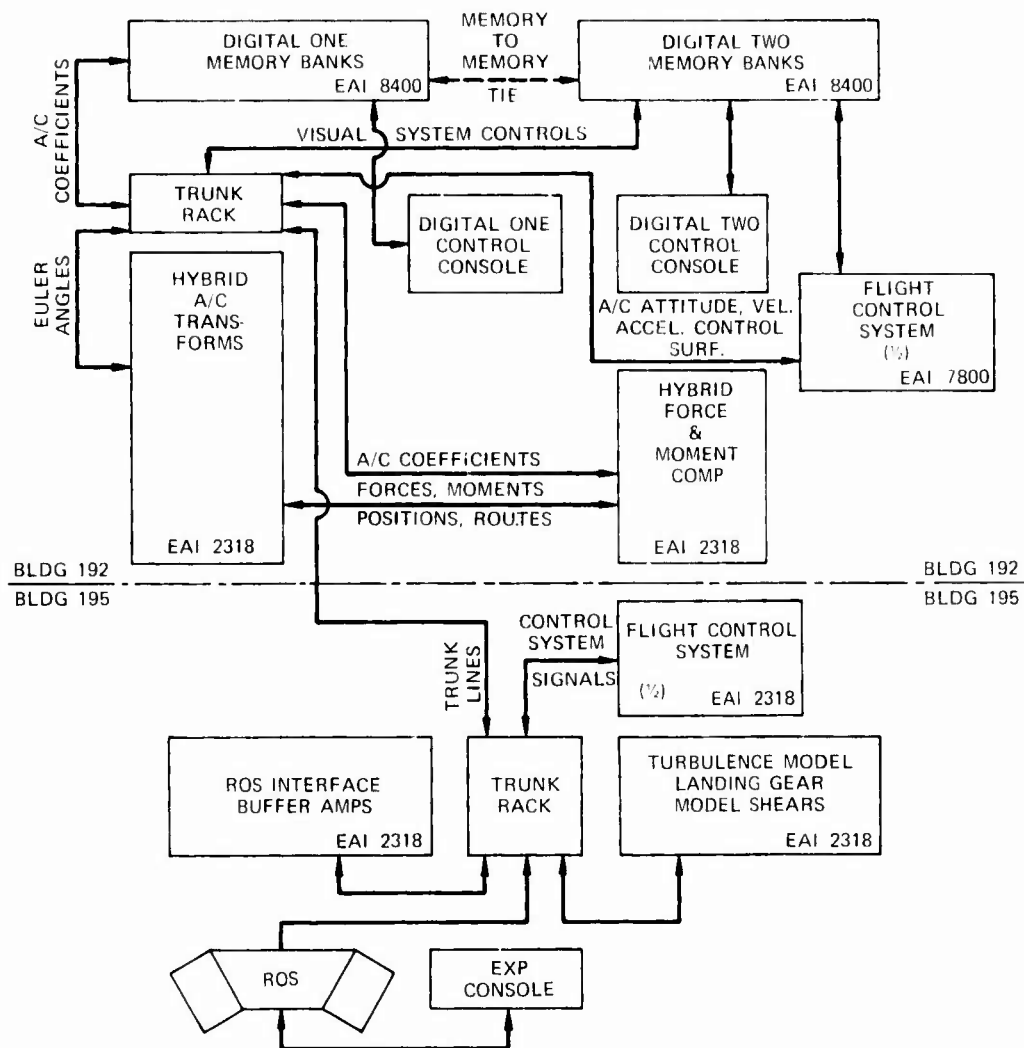 DIGITAL ONE
MEMORY BANKS
EAI 8400
MEMORY
TO
MEMORY
TIE
DIGITAL TWO
MEMORY BANKS
EAI 8400
A/C
COEFFICIENTS
VISUAL SYSTEM CONTROLS
TRUNK
RACK
DIGITAL ONE
CONTROL
CONSOLE
DIGITAL TWO
CONTROL
CONSOLE
EULER
ANGLES
HYBRID
A/C
TRANS-
FORMS
EAI 2318
A/C ATTITUDE, VEL.
ACCEL. CONTROL
SURF.
FLIGHT
CONTROL
SYSTEM
(½)
EAI 7800
HYBRID
FORCE
&
MOMENT
COMP
EAI 2318
A/C COEFFICIENTS
FORCES, MOMENTS
POSITIONS, ROUTES
BLDG 192
BLDG 192
BLDG 195
BLDG 195
TRUNK
LINES
CONTROL
SYSTEM
SIGNALS
FLIGHT CONTROL
SYSTEM
(½)
EAI 2318
ROS INTERFACE
BUFFER AMPS
EAI 2318
TRUNK
RACK
TURBULENCE MODEL
LANDING GEAR
MODEL SHEARS
EAI 2318
ROS
EXP
CONSOLE